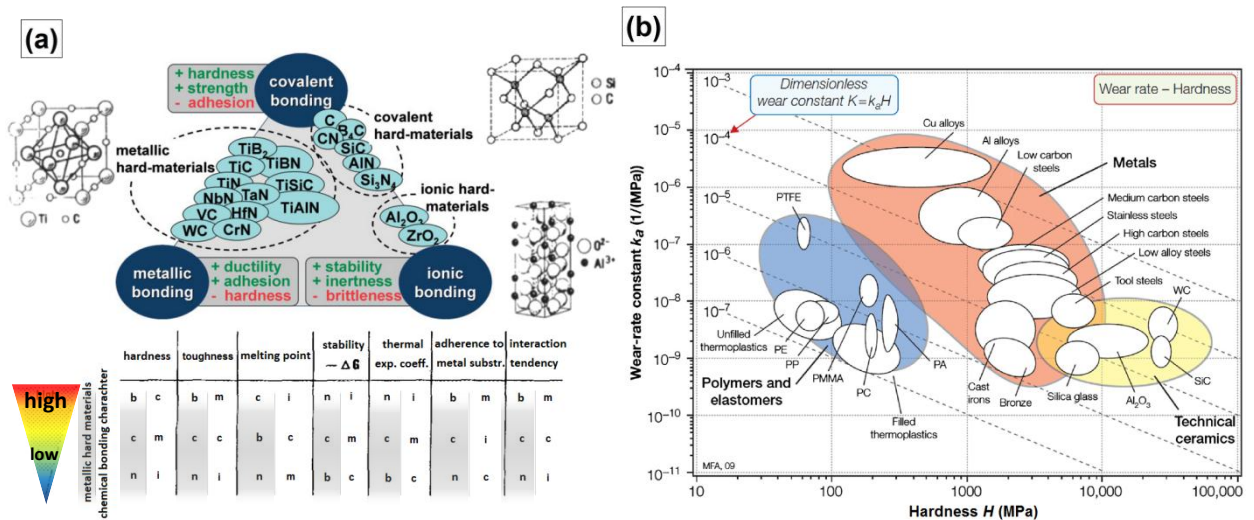 (a)
+ hardness
+ strength
- adhesion
covalent
bonding
covalent
hard-materials
C
CN
B4C
SiC
AlN
Si3N4
metallic
hard-materials
TiB2
TiBN
TiC
TiN
TiSiC
NbN
TaN
TiAlN
VC
HfN
WC
CrN
ionic hard-
materials
Al2O3
ZrO2
Ti
C
Si
C
O2-
Al3+
metallic
bonding
+ ductility
+ adhesion
- hardness
+ stability
+ inertness
- brittleness
ionic
bonding
hardness
toughness
melting point
stability
— ΔG
thermal
exp. coeff.
adherence to
metal substr.
interaction
tendency
high
low
metallic hard materials
chemical bonding charachter
b c b m c i n i n i b m b m
c m c c b c c m c m c i c c
n i n i n m b c b c n c n i
(b)
Wear-rate constant ka (1/(MPa))
10−4
10−5
10−6
10−7
10−8
10−9
10−10
10−11
10−3
10−4
10−5
10−6
10−7
Dimensionless
wear constant K=kaH
Wear rate – Hardness
Cu alloys
Al alloys
Low carbon
steels
Metals
Medium carbon steels
Stainless steels
High carbon steels
Low alloy steels
Tool steels
WC
PTFE
Unfilled
thermoplastics
PE
PP
PMMA
PC
PA
Polymers and
elastomers
Filled
thermoplastics
Cast
irons
Bronze
Silica glass
Al2O3
SiC
Technical
ceramics
MFA, 09
10
100
1000
10,000
100,000
Hardness H (MPa)